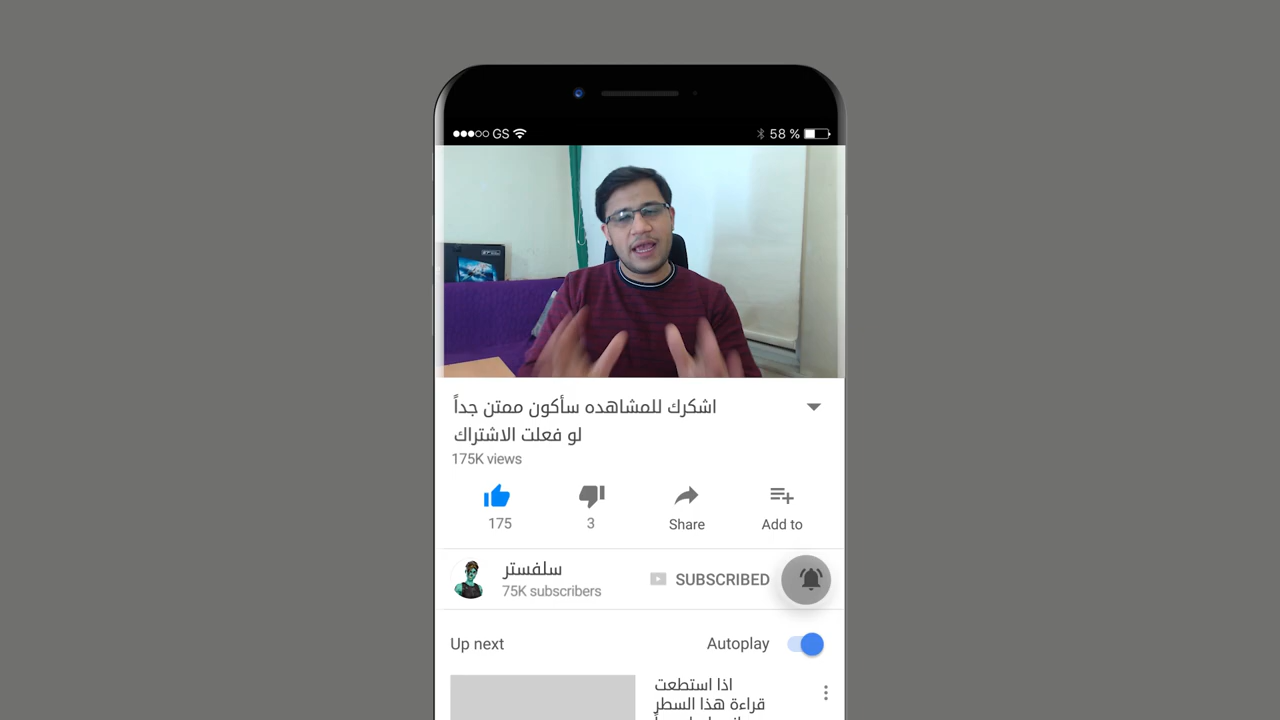 GS
58 %
اشكرك للمشاهده سأكون ممتن جداً
لو فعلت الاشتراك
175K views
175
3
Share
Add to
سلفستر
75K subscribers
SUBSCRIBED
Up next
Autoplay
اذا استطعت
قراءة هذا السطر